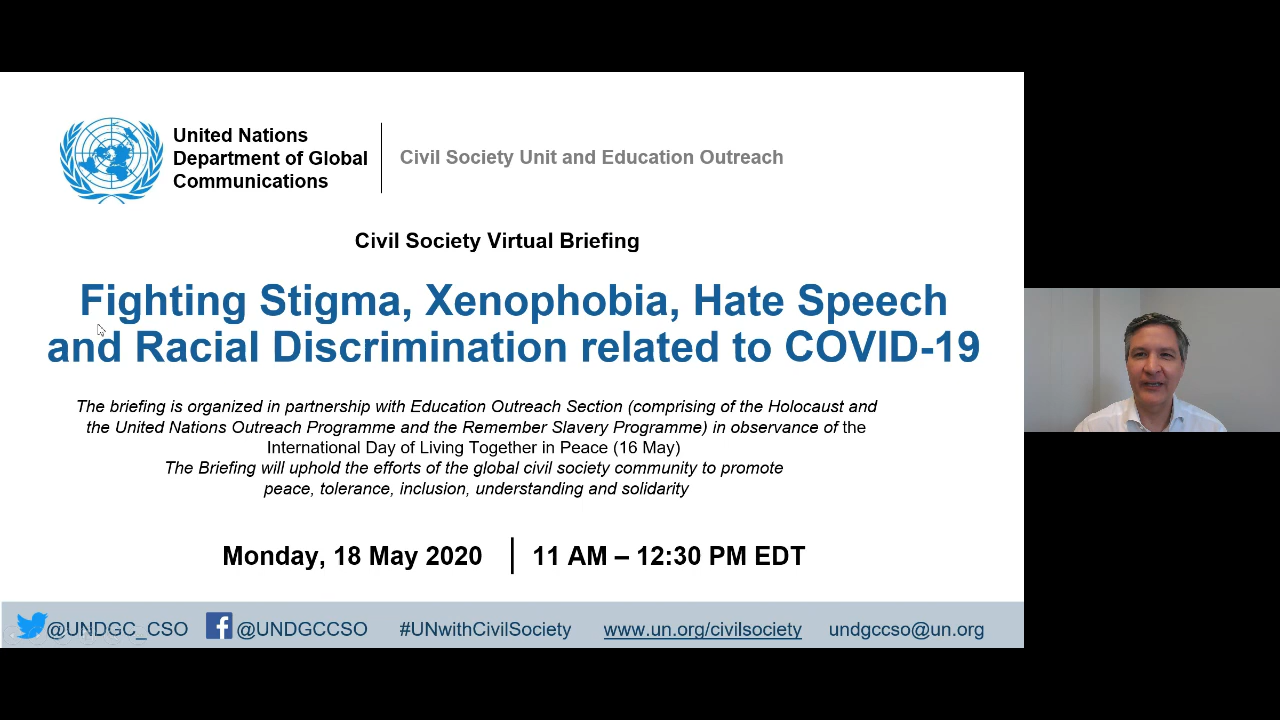 United Nations
Department of Global
Communications
Civil Society Unit and Education Outreach
Civil Society Virtual Briefing
Fighting Stigma, Xenophobia, Hate Speech
and Racial Discrimination related to COVID-19
The briefing is organized in partnership with Education Outreach Section (comprising of the Holocaust and
the United Nations Outreach Programme and the Remember Slavery Programme) in observance of the
International Day of Living Together in Peace (16 May)
The Briefing will uphold the efforts of the global civil society community to promote
peace, tolerance, inclusion, understanding and solidarity
Monday, 18 May 2020 | 11 AM – 12:30 PM EDT
@UNDGC_CSO @UNDGCCSO #UNwithCivilSociety www.un.org/civilsociety undgccso@un.org